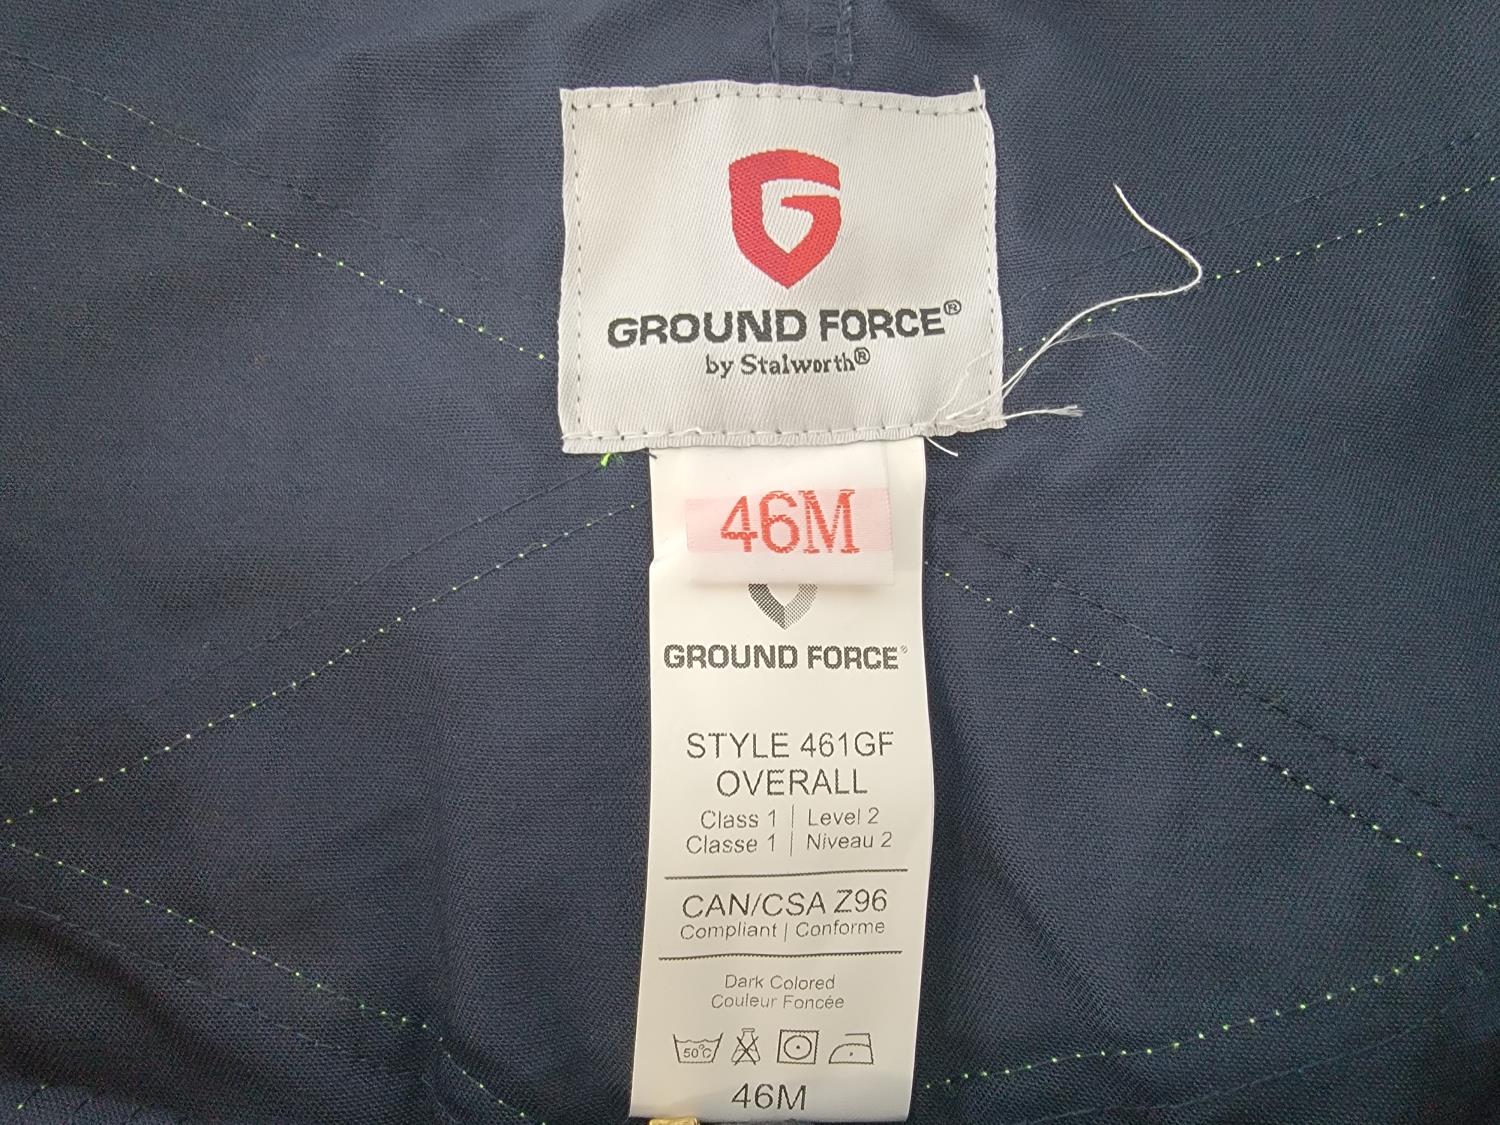 GROUND FORCE®
by Stalworth®
46M
GROUND FORCE®
STYLE 461GF
OVERALL
Class 1 | Level 2
Classe 1 | Niveau 2
CAN/CSA Z96
Compliant | Conforme
Dark Colored
Couleur Foncée
50°C
46M